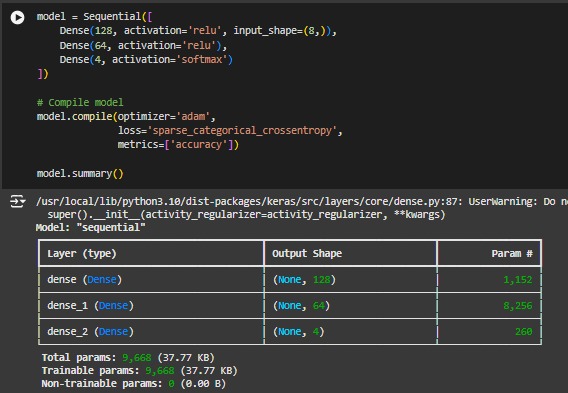 model = Sequential([
    Dense(128, activation='relu', input_shape=(8,)),
    Dense(64, activation='relu'),
    Dense(4, activation='softmax')
])

# Compile model
model.compile(optimizer='adam',
              loss='sparse_categorical_crossentropy',
              metrics=['accuracy'])

model.summary()
/usr/local/lib/python3.10/dist-packages/keras/src/layers/core/dense.py:87: UserWarning: Do
  super().__init__(activity_regularizer=activity_regularizer, **kwargs)
Model: "sequential"
Layer (type) Output Shape Param #
dense (Dense) (None, 128) 1,152
dense_1 (Dense) (None, 64) 8,256
dense_2 (Dense) (None, 4) 260
Total params: 9,668 (37.77 KB)
Trainable params: 9,668 (37.77 KB)
Non-trainable params: 0 (0.00 B)